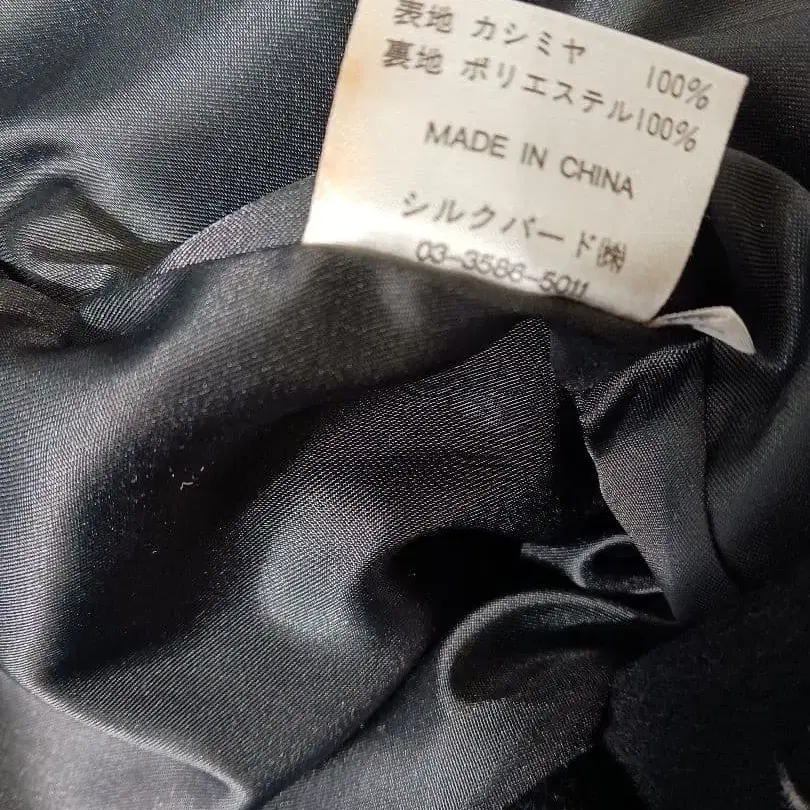 表地 カシミヤ 100%
裏地 ポリエステル100%
MADE IN CHINA
シルクバード㈱
03-3586-5011